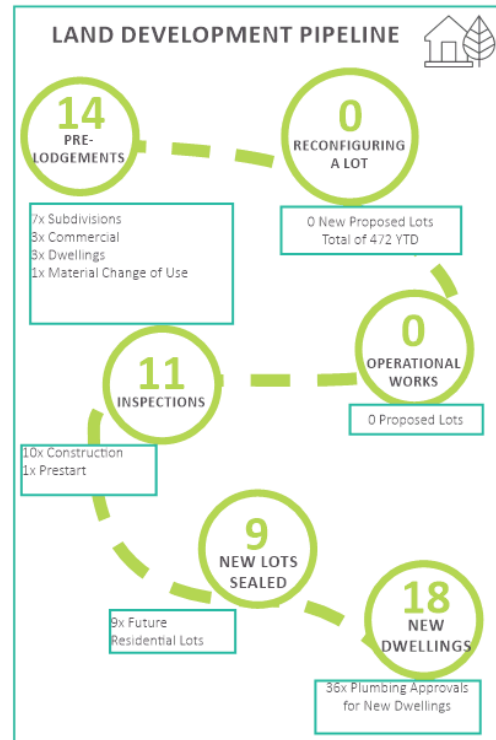 LAND DEVELOPMENT PIPELINE
14
PRE-
LODGEMENTS
0
RECONFIGURING
A LOT
7x Subdivisions
3x Commercial
3x Dwellings
1x Material Change of Use
0 New Proposed Lots
Total of 472 YTD
0
OPERATIONAL
WORKS
0 Proposed Lots
11
INSPECTIONS
10x Construction
1x Prestart
9
NEW LOTS
SEALED
9x Future
Residential Lots
18
NEW
DWELLINGS
36x Plumbing Approvals
for New Dwellings